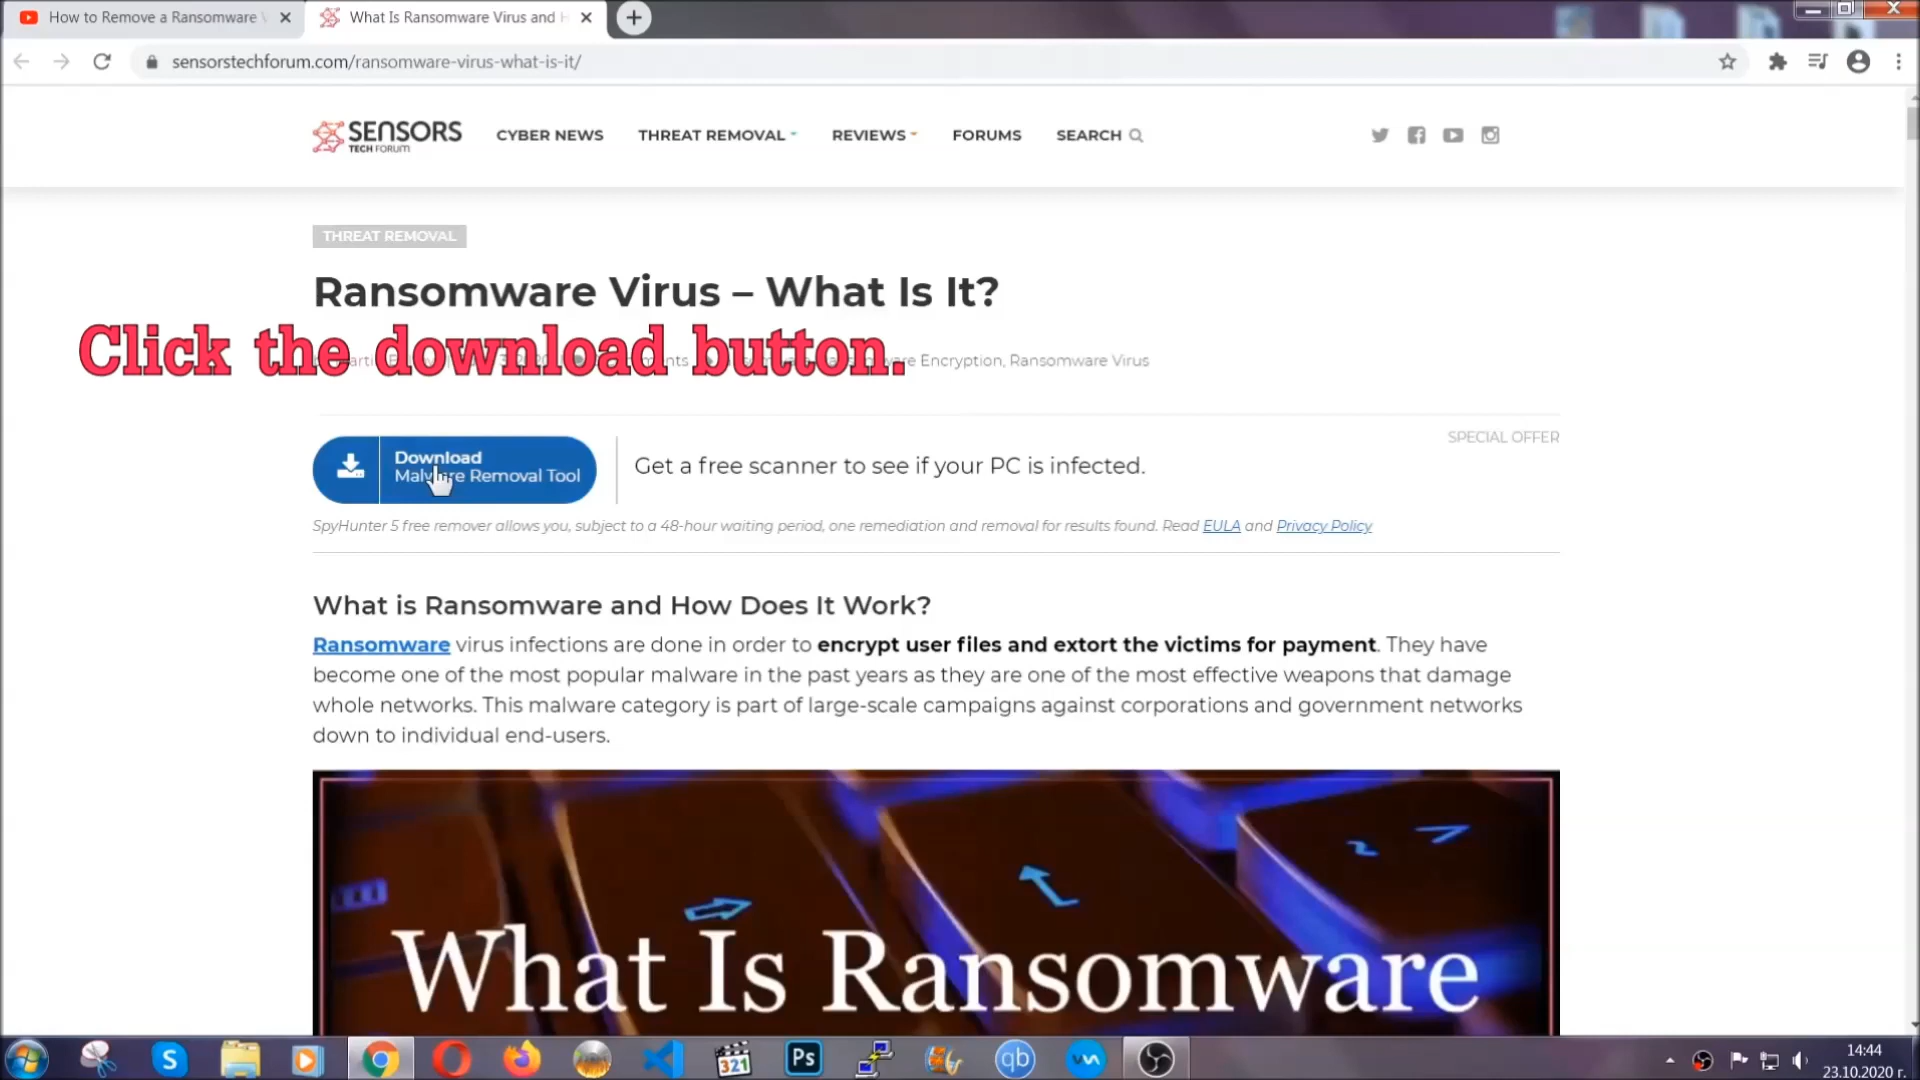 How to Remove a Ransomware
What Is Ransomware Virus and
sensorstechforum.com/ransomware-virus-what-is-it/
SENSORS
TECH FORUM
CYBER NEWS
THREAT REMOVAL
REVIEWS
FORUMS
SEARCH
THREAT REMOVAL
Ransomware Virus – What Is It?
Click the download button.
Encryption, Ransomware Virus
SPECIAL OFFER
Download
Malware Removal Tool
Get a free scanner to see if your PC is infected.
SpyHunter 5 free remover allows you, subject to a 48-hour waiting period, one remediation and removal for results found. Read EULA and Privacy Policy
What is Ransomware and How Does It Work?
Ransomware virus infections are done in order to encrypt user files and extort the victims for payment. They have
become one of the most popular malware in the past years as they are one of the most effective weapons that damage
whole networks. This malware category is part of large-scale campaigns against corporations and government networks
down to individual end-users.
What Is Ransomware
S
321
Ps
qb
14:44
23.10.2020 г.